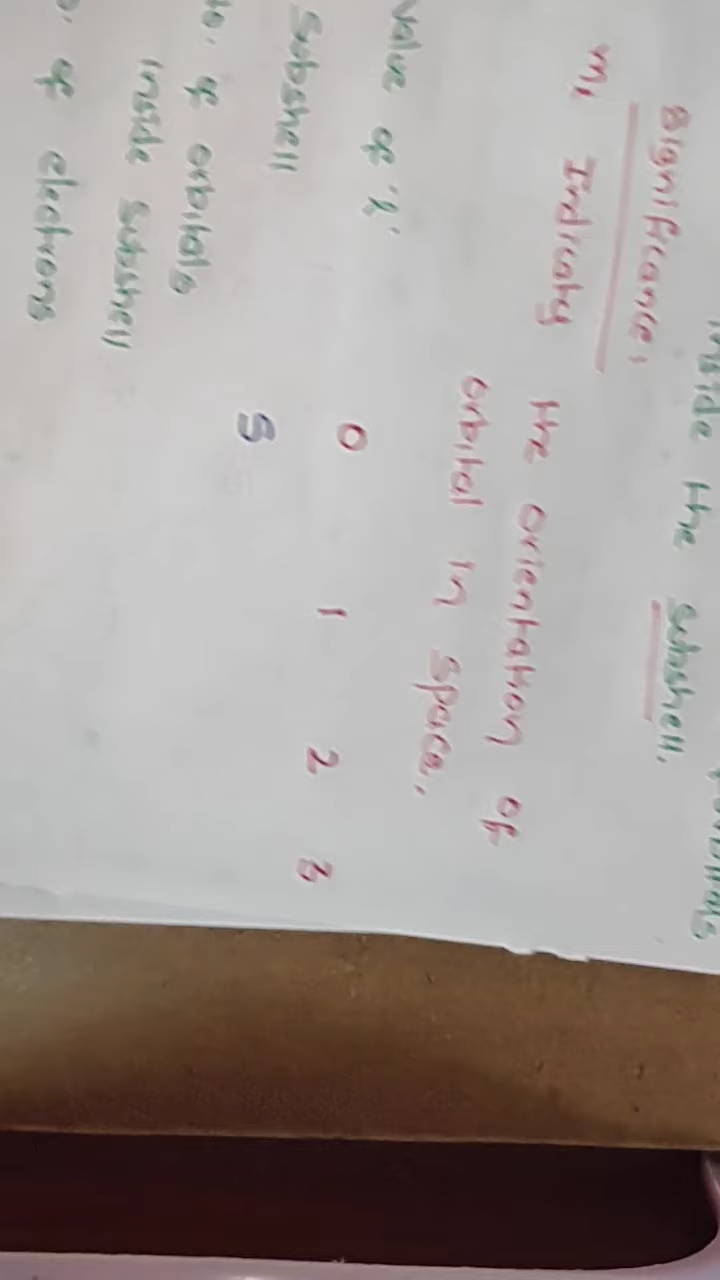 inside the subshell.
Significance,
m, Indicates the orientation of
orbital in space,
Value of 'l' 0 1 2 3
Subshell S
No. of orbitals
inside subshell
of electrons